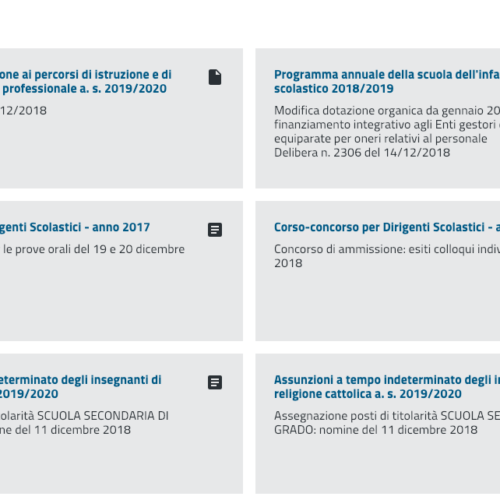 one ai percorsi di istruzione e di
professionale a. s. 2019/2020
12/2018
Programma annuale della scuola dell'infa
scolastico 2018/2019
Modifica dotazione organica da gennaio 20
finanziamento integrativo agli Enti gestori
equiparate per oneri relativi al personale
Delibera n. 2306 del 14/12/2018
genti Scolastici - anno 2017
le prove orali del 19 e 20 dicembre
Corso-concorso per Dirigenti Scolastici - a
Concorso di ammissione: esiti colloqui indiv
2018
eterminato degli insegnanti di
2019/2020
olarità SCUOLA SECONDARIA DI
ne del 11 dicembre 2018
Assunzioni a tempo indeterminato degli i
religione cattolica a. s. 2019/2020
Assegnazione posti di titolarità SCUOLA SE
GRADO: nomine del 11 dicembre 2018